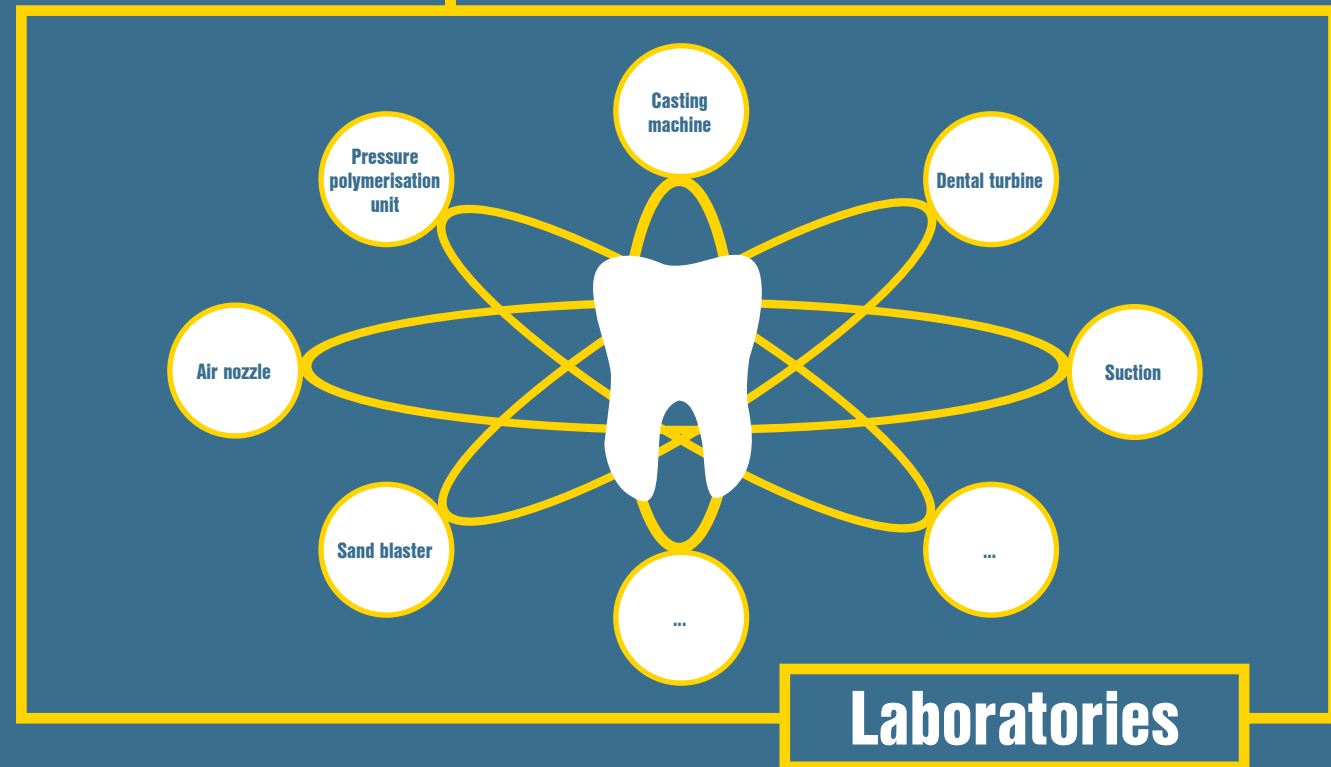 Casting
machine
Pressure
polymerisation
unit
Dental turbine
Air nozzle
Suction
Sand blaster
...
...
Laboratories